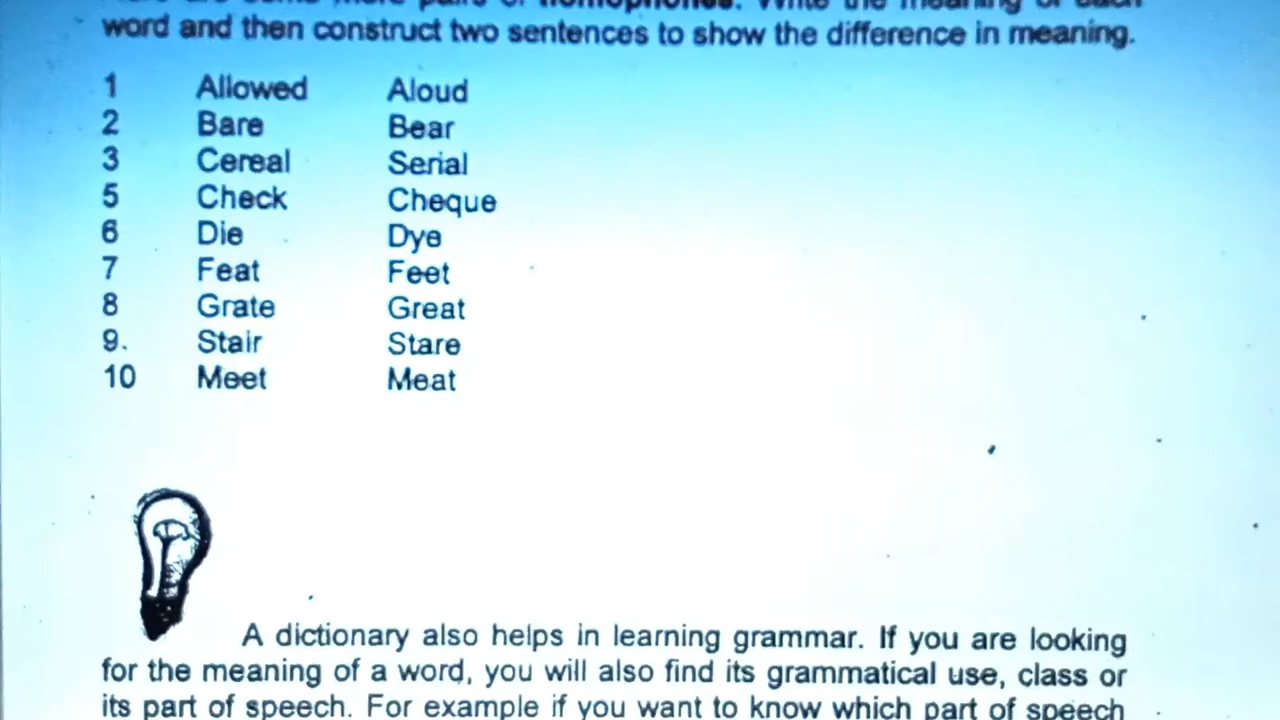 word and then construct two sentences to show the difference in meaning.
1 Allowed Aloud
2 Bare Bear
3 Cereal Serial
5 Check Cheque
6 Die Dye
7 Feat Feet
8 Grate Great
9. Stair Stare
10 Meet Meat
A dictionary also helps in learning grammar. If you are looking
for the meaning of a word, you will also find its grammatical use, class or
its part of speech. For example if you want to know which part of speech